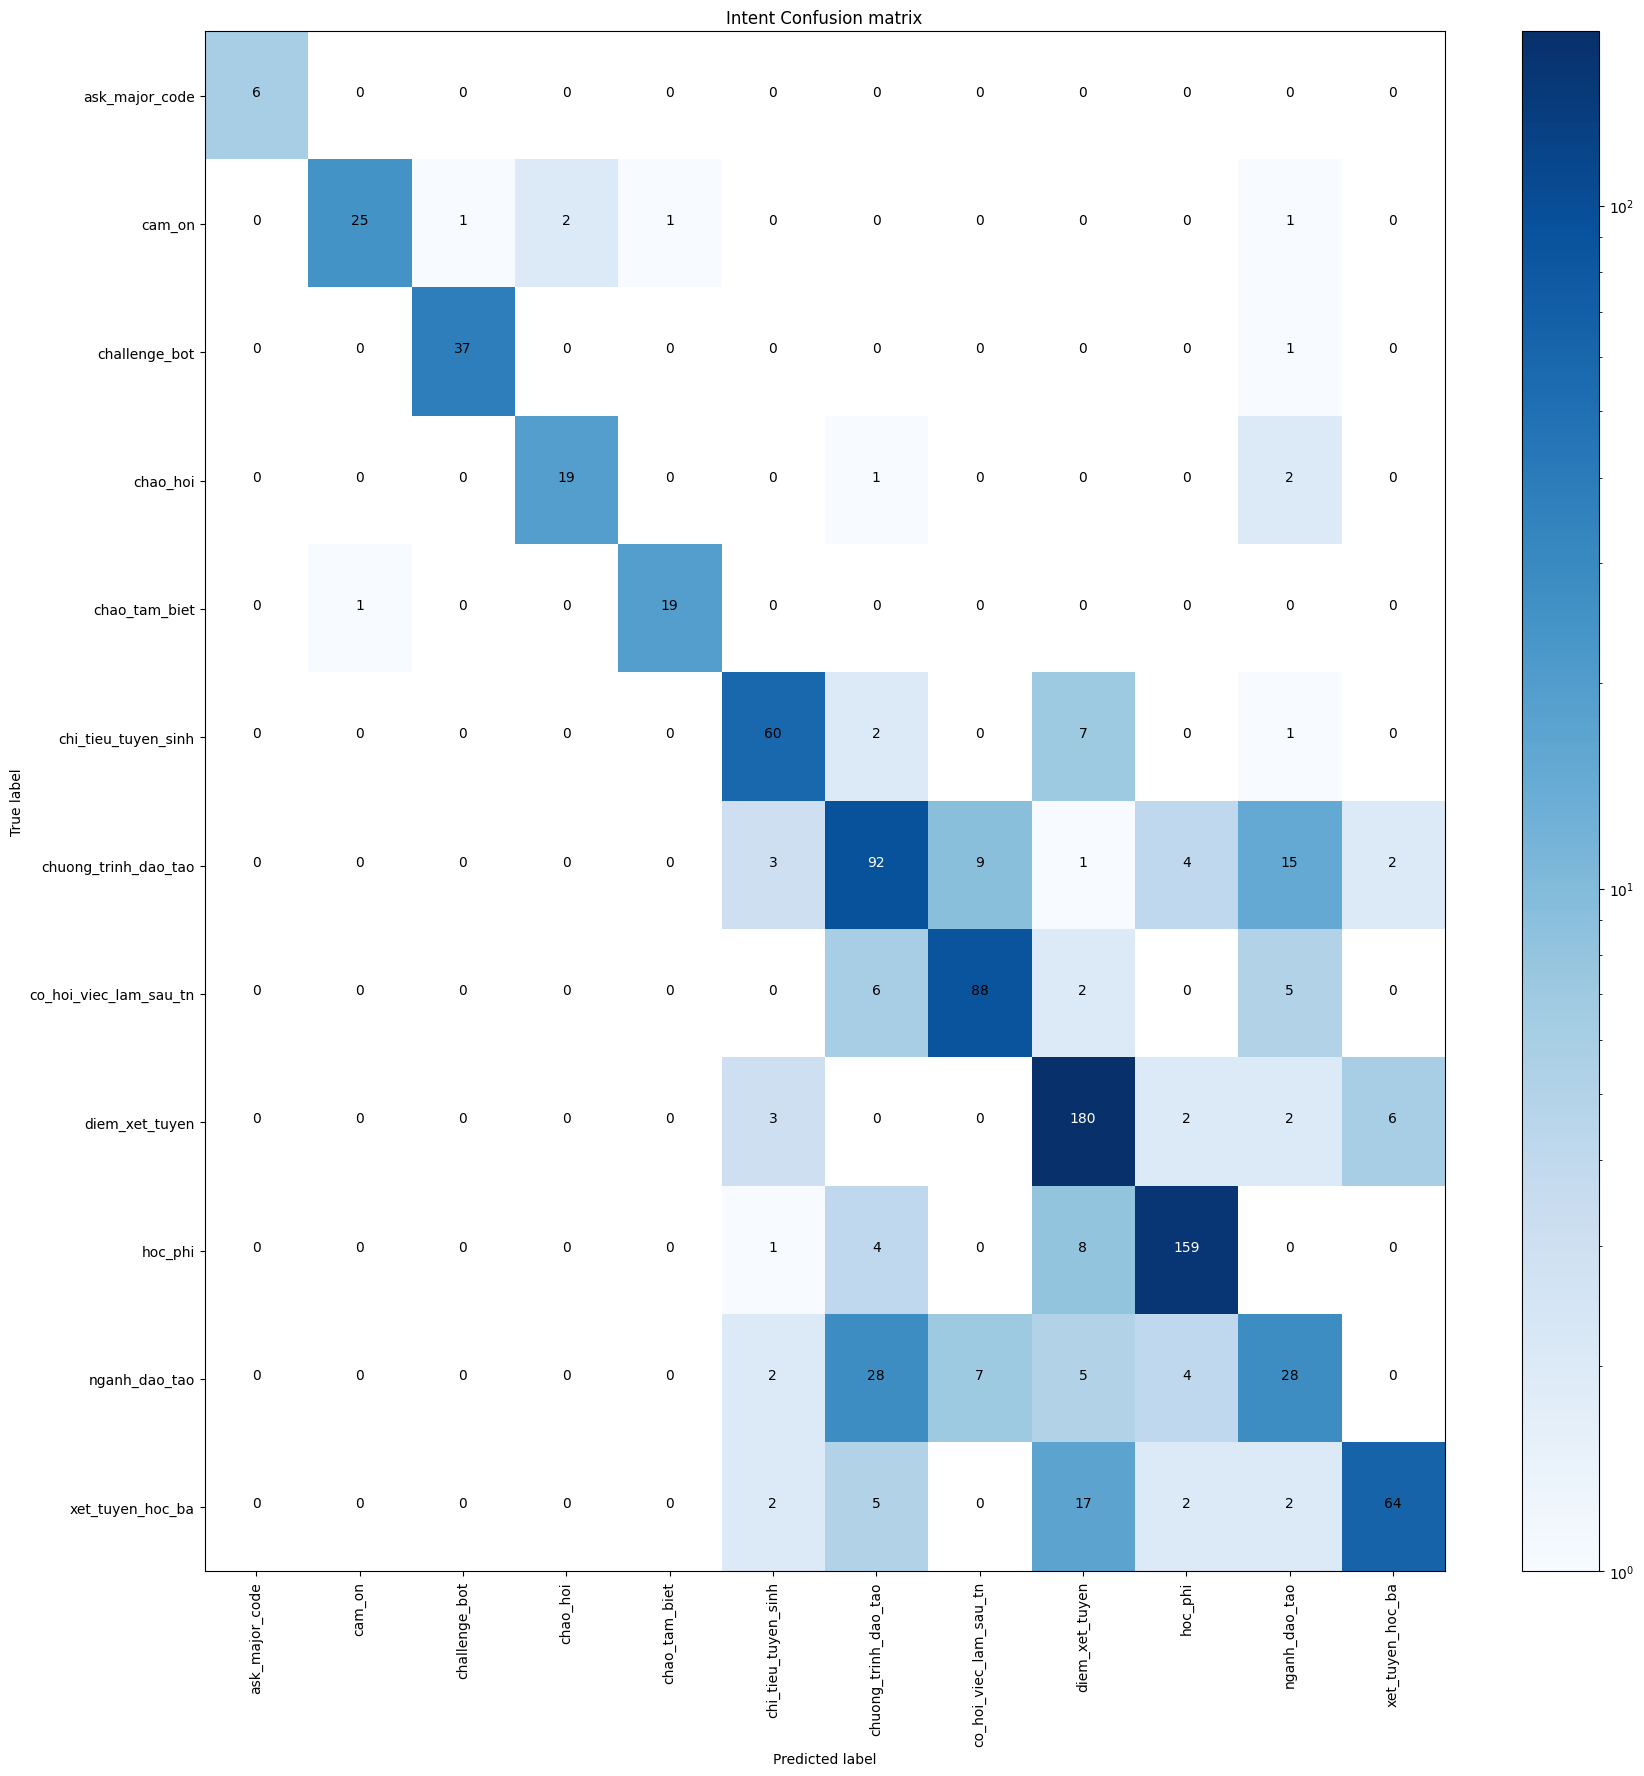 Intent Confusion matrix
ask_major_code 6 0 0 0 0 0 0 0 0 0 0 0
cam_on 0 25 1 2 1 0 0 0 0 0 1 0
challenge_bot 0 0 37 0 0 0 0 0 0 0 1 0
chao_hoi 0 0 0 19 0 0 1 0 0 0 2 0
chao_tam_biet 0 1 0 0 19 0 0 0 0 0 0 0
chi_tieu_tuyen_sinh 0 0 0 0 0 60 2 0 7 0 1 0
chuong_trinh_dao_tao 0 0 0 0 0 3 92 9 1 4 15 2
co_hoi_viec_lam_sau_tn 0 0 0 0 0 0 6 88 2 0 5 0
diem_xet_tuyen 0 0 0 0 0 3 0 0 180 2 2 6
hoc_phi 0 0 0 0 0 1 4 0 8 159 0 0
nganh_dao_tao 0 0 0 0 0 2 28 7 5 4 28 0
xet_tuyen_hoc_ba 0 0 0 0 0 2 5 0 17 2 2 64
True label
ask_major_code
cam_on
challenge_bot
chao_hoi
chao_tam_biet
chi_tieu_tuyen_sinh
chuong_trinh_dao_tao
co_hoi_viec_lam_sau_tn
diem_xet_tuyen
hoc_phi
nganh_dao_tao
xet_tuyen_hoc_ba
Predicted label
10²
10¹
10⁰